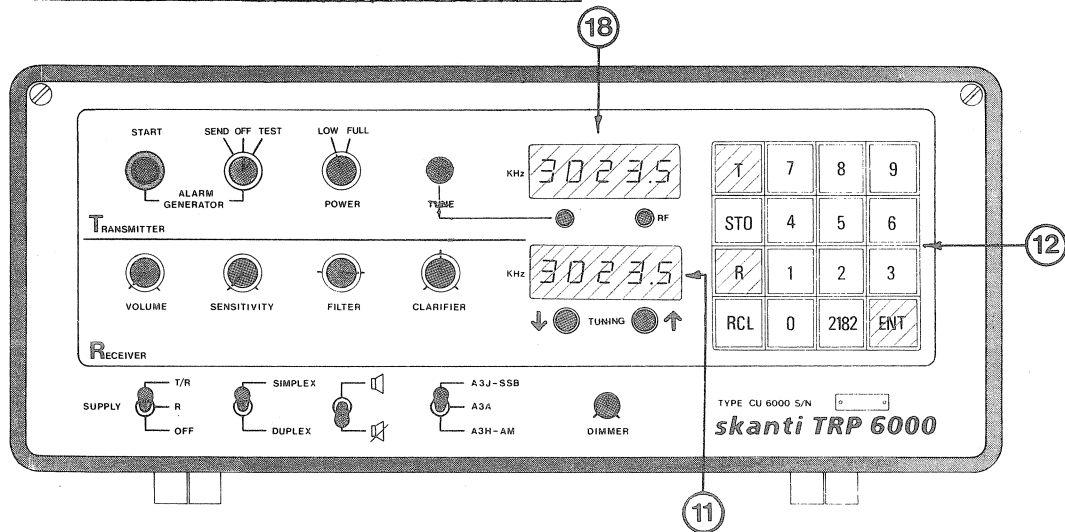 18
START
SEND OFF TEST
LOW FULL
KHz 3023.5
ALARM GENERATOR
POWER
TUNE
RF
TRANSMITTER
T 7 8 9
STO 4 5 6
R 1 2 3
RCL 0 2182 ENT
12
KHz 3023.5
VOLUME
SENSITIVITY
FILTER
CLARIFIER
TUNING
RECEIVER
SUPPLY
T/R
R
OFF
SIMPLEX
DUPLEX
A3J-SSB
A3A
A3H-AM
DIMMER
TYPE CU 6000 S/N
skanti TRP 6000
11